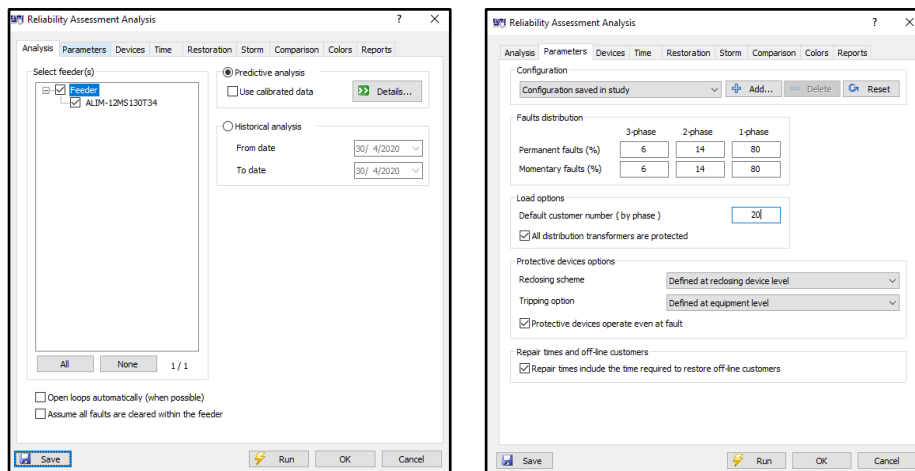 Reliability Assessment Analysis ? ×
Analysis Parameters Devices Time Restoration Storm Comparison Colors Reports
Select feeder(s)
Feeder
ALIM-12MS130T34
All None 1 / 1
Predictive analysis
Use calibrated data Details...
Historical analysis
From date 30/ 4/2020
To date 30/ 4/2020
Open loops automatically (when possible)
Assume all faults are cleared within the feeder
Save Run OK Cancel
Reliability Assessment Analysis ? ×
Analysis Parameters Devices Time Restoration Storm Comparison Colors Reports
Configuration
Configuration saved in study Add... Delete Reset
Faults distribution
3-phase 2-phase 1-phase
Permanent faults (%) 6 14 80
Momentary faults (%) 6 14 80
Load options
Default customer number ( by phase ) 20
All distribution transformers are protected
Protective devices options
Reclosing scheme Defined at reclosing device level
Tripping option Defined at equipment level
Protective devices operate even at fault
Repair times and off-line customers
Repair times include the time required to restore off-line customers
Save Run OK Cancel